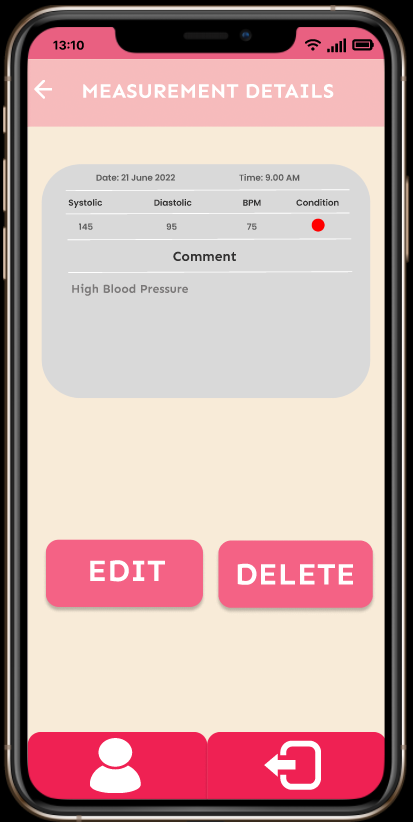 13:10
MEASUREMENT DETAILS
Date: 21 June 2022 Time: 9.00 AM
Systolic Diastolic BPM Condition
145 95 75
Comment
High Blood Pressure
EDIT DELETE